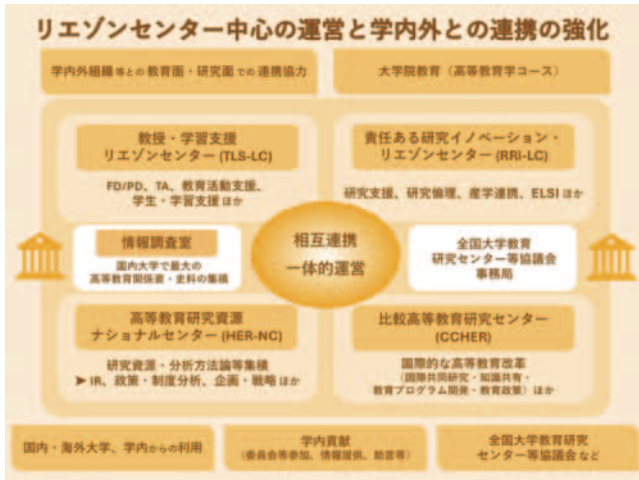 リエゾンセンター中心の運営と学内外との連携の強化
学内外組織等との教育面・研究面での連携協力
大学院教育（高等教育学コース）
教授・学習支援
リエゾンセンター(TLS-LC)
FD/PD、TA、教育活動支援、
学生・学習支援ほか
責任ある研究イノベーション・
リエゾンセンター(RRI-LC)
研究支援、研究倫理、産学連携、ELSI ほか
情報調査室
国内大学で最大の
高等教育関係資・史料の集積
相互連携
一体的運営
全国大学教育
研究センター等協議会
事務局
高等教育研究資源
ナショナルセンター(HER-NC)
研究資源・分析方法論等集積
➤ IR、政策・制度分析、企画・戦略ほか
比較高等教育研究センター
(CCHER)
国際的な高等教育改革
（国際共同研究・知識共有・
教育プログラム開発・教育政策）ほか
国内・海外大学、学内からの利用
学内貢献
（委員会等参加、情報提供、助言等）
全国大学教育研究
センター等協議会など